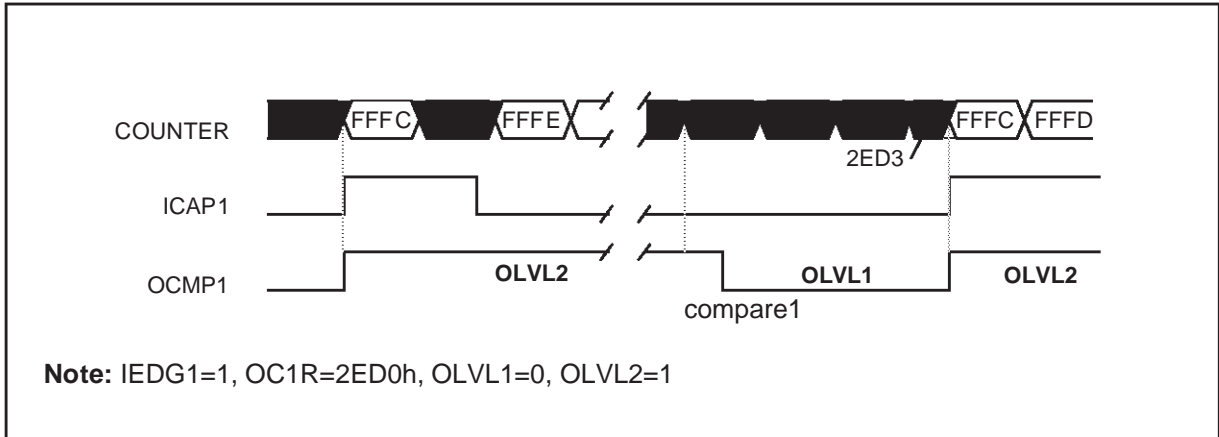 COUNTER FFFC FFFE FFFC FFFD
2ED3
ICAP1
OCMP1 OLVL2 OLVL1 OLVL2
compare1
Note: IEDG1=1, OC1R=2ED0h, OLVL1=0, OLVL2=1